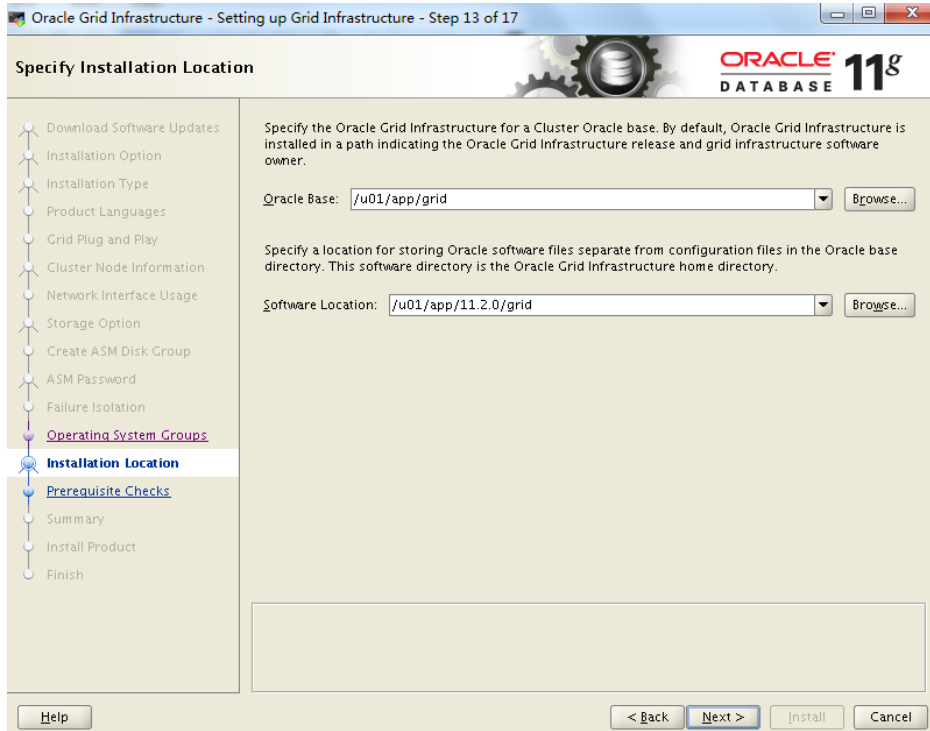 Oracle Grid Infrastructure - Setting up Grid Infrastructure - Step 13 of 17
Specify Installation Location
ORACLE
DATABASE
11g
Download Software Updates
Installation Option
Installation Type
Product Languages
Grid Plug and Play
Cluster Node Information
Network Interface Usage
Storage Option
Create ASM Disk Group
ASM Password
Failure Isolation
Operating System Groups
Installation Location
Prerequisite Checks
Summary
Install Product
Finish
Specify the Oracle Grid Infrastructure for a Cluster Oracle base. By default, Oracle Grid Infrastructure is
installed in a path indicating the Oracle Grid Infrastructure release and grid infrastructure software
owner.
Oracle Base: /u01/app/grid Browse...
Specify a location for storing Oracle software files separate from configuration files in the Oracle base
directory. This software directory is the Oracle Grid Infrastructure home directory.
Software Location: /u01/app/11.2.0/grid Browse...
Help < Back Next > Install Cancel